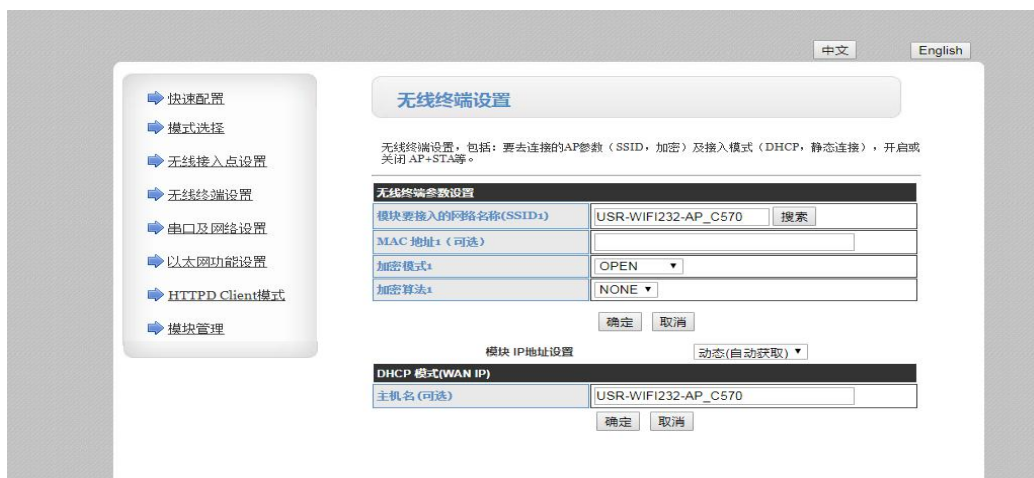 中文
English
快速配置
模式选择
无线接入点设置
无线终端设置
串口及网络设置
以太网功能设置
HTTPD Client模式
模块管理
无线终端设置
无线终端设置，包括：要去连接的AP参数（SSID，加密）及接入模式（DHCP，静态连接），开启或
关闭 AP+STA等。
无线终端参数设置
模块要接入的网络名称(SSID1) USR-WIFI232-AP_C570 搜索
MAC 地址1（可选）
加密模式1 OPEN
加密算法1 NONE
确定 取消
模块 IP地址设置 动态(自动获取)
DHCP 模式(WAN IP)
主机名(可选) USR-WIFI232-AP_C570
确定 取消